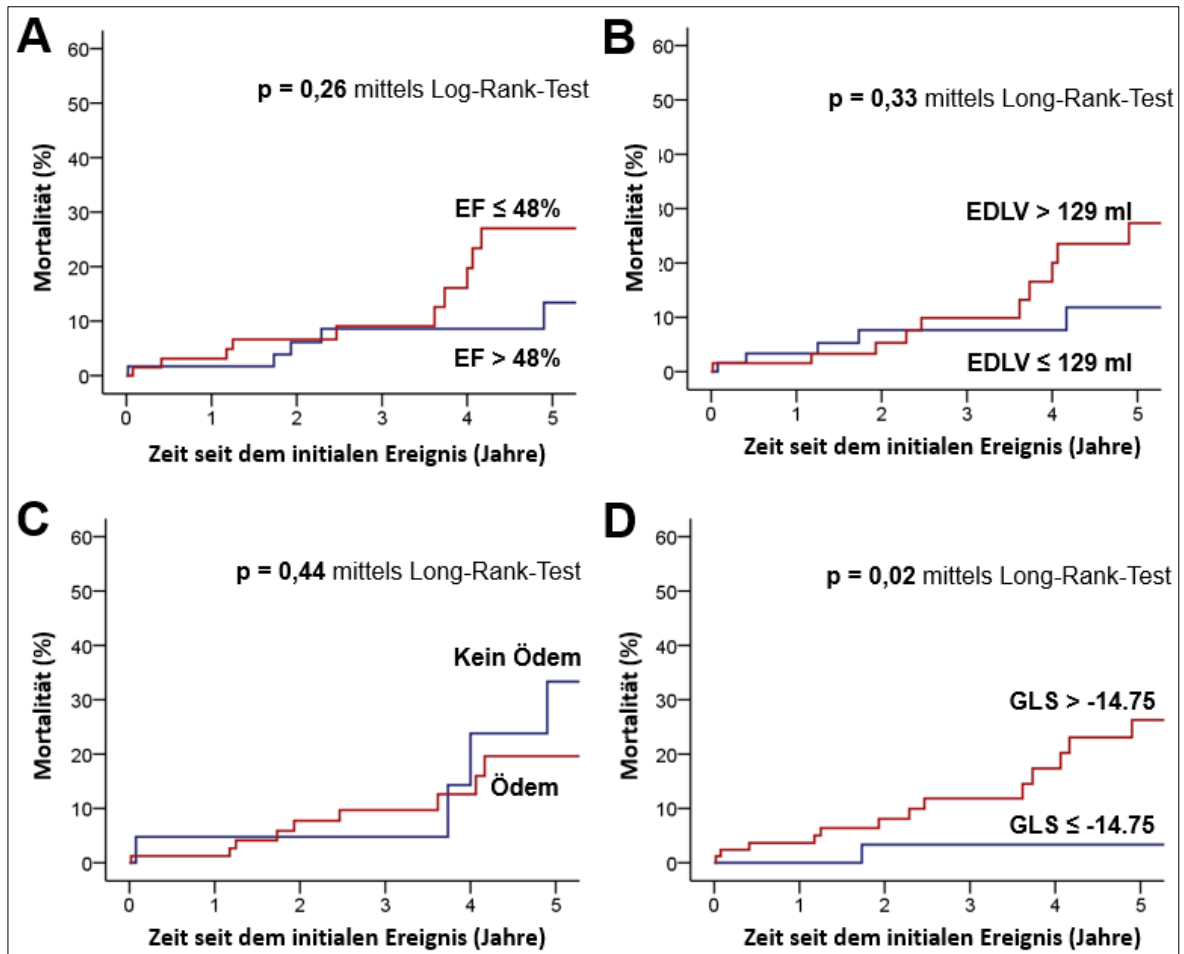 A
60
50
40
30
20
10
0
Mortalität (%)
p = 0,26 mittels Log-Rank-Test
EF ≤ 48%
EF > 48%
0 1 2 3 4 5
Zeit seit dem initialen Ereignis (Jahre)
B
60
50
40
30
20
10
0
Mortalität (%)
p = 0,33 mittels Long-Rank-Test
EDLV > 129 ml
EDLV ≤ 129 ml
0 1 2 3 4 5
Zeit seit dem initialen Ereignis (Jahre)
C
60
50
40
30
20
10
0
Mortalität (%)
p = 0,44 mittels Long-Rank-Test
Kein Ödem
Ödem
0 1 2 3 4 5
Zeit seit dem initialen Ereignis (Jahre)
D
60
50
40
30
20
10
0
Mortalität (%)
p = 0,02 mittels Long-Rank-Test
GLS > -14.75
GLS ≤ -14.75
0 1 2 3 4 5
Zeit seit dem initialen Ereignis (Jahre)